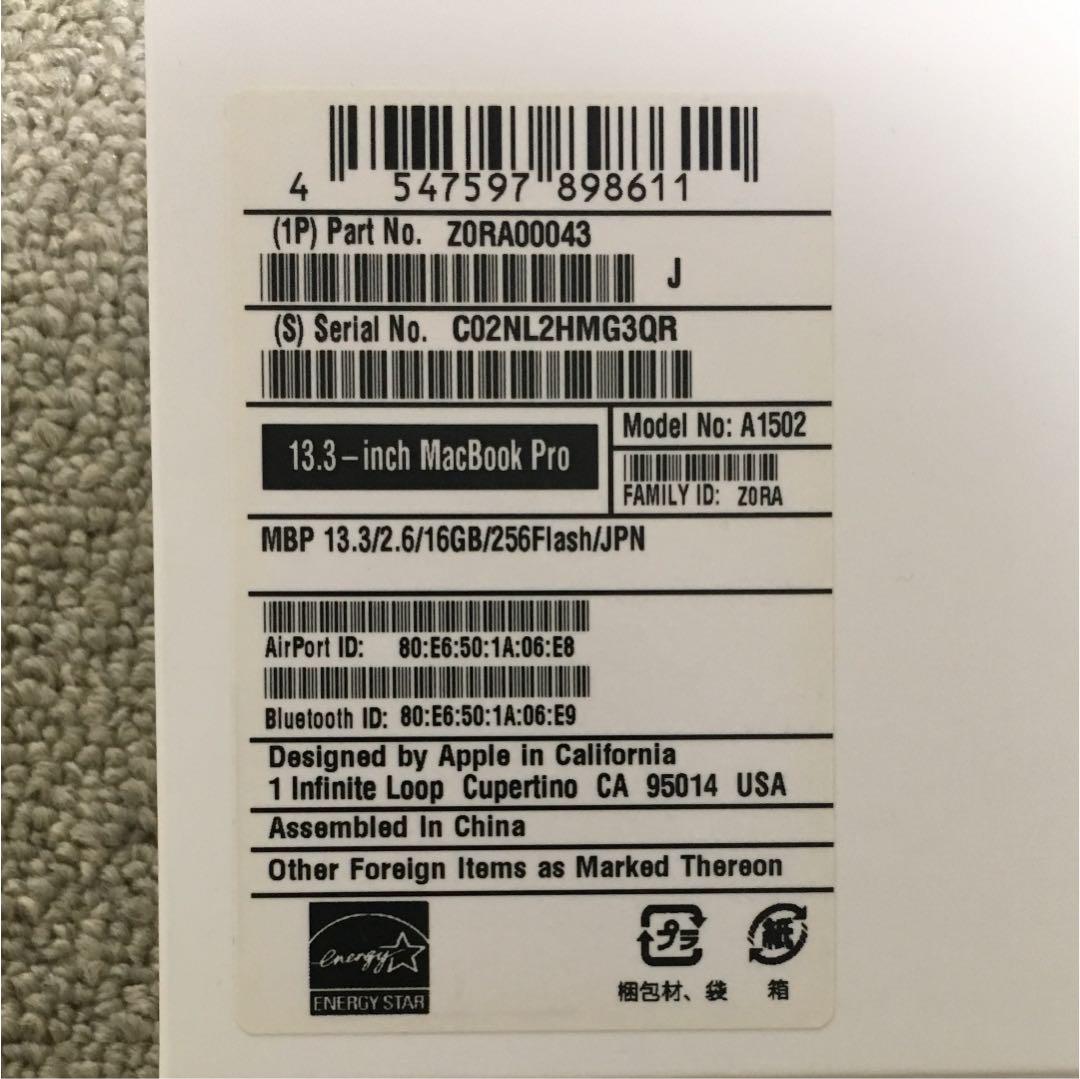 4 547597 898611
(1P) Part No. Z0RA00043
J
(S) Serial No. C02NL2HMG3QR
13.3-inch MacBook Pro
Model No: A1502
FAMILY ID: Z0RA
MBP 13.3/2.6/16GB/256Flash/JPN
AirPort ID: 80:E6:50:1A:06:E8
Bluetooth ID: 80:E6:50:1A:06:E9
Designed by Apple in California
1 Infinite Loop Cupertino CA 95014 USA
Assembled In China
Other Foreign Items as Marked Thereon
energy
ENERGY STAR
プラ
紙
梱包材、袋
箱